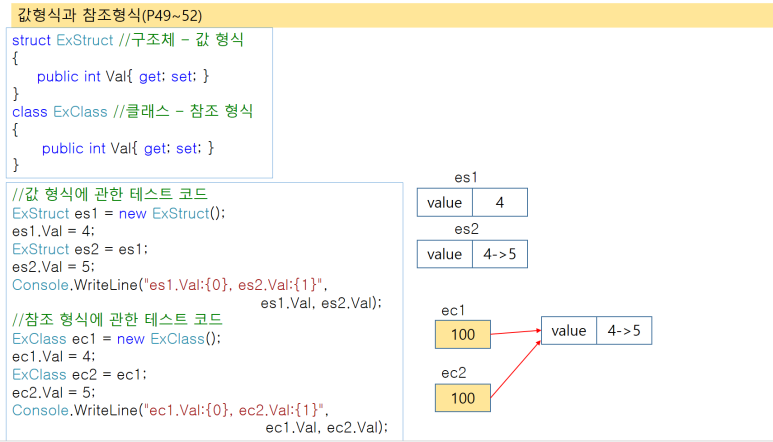 값형식과 참조형식(P49~52)
struct ExStruct //구조체 - 값 형식
{
public int Val{ get; set; }
}
class ExClass //클래스 - 참조 형식
{
public int Val{ get; set; }
}
//값 형식에 관한 테스트 코드
ExStruct es1 = new ExStruct();
es1.Val = 4;
ExStruct es2 = es1;
es2.Val = 5;
Console.WriteLine("es1.Val:{0}, es2.Val:{1}",
es1.Val, es2.Val);
//참조 형식에 관한 테스트 코드
ExClass ec1 = new ExClass();
ec1.Val = 4;
ExClass ec2 = ec1;
ec2.Val = 5;
Console.WriteLine("ec1.Val:{0}, ec2.Val:{1}",
ec1.Val, ec2.Val);
es1
value 4
es2
value 4->5
ec1
100
value 4->5
ec2
100